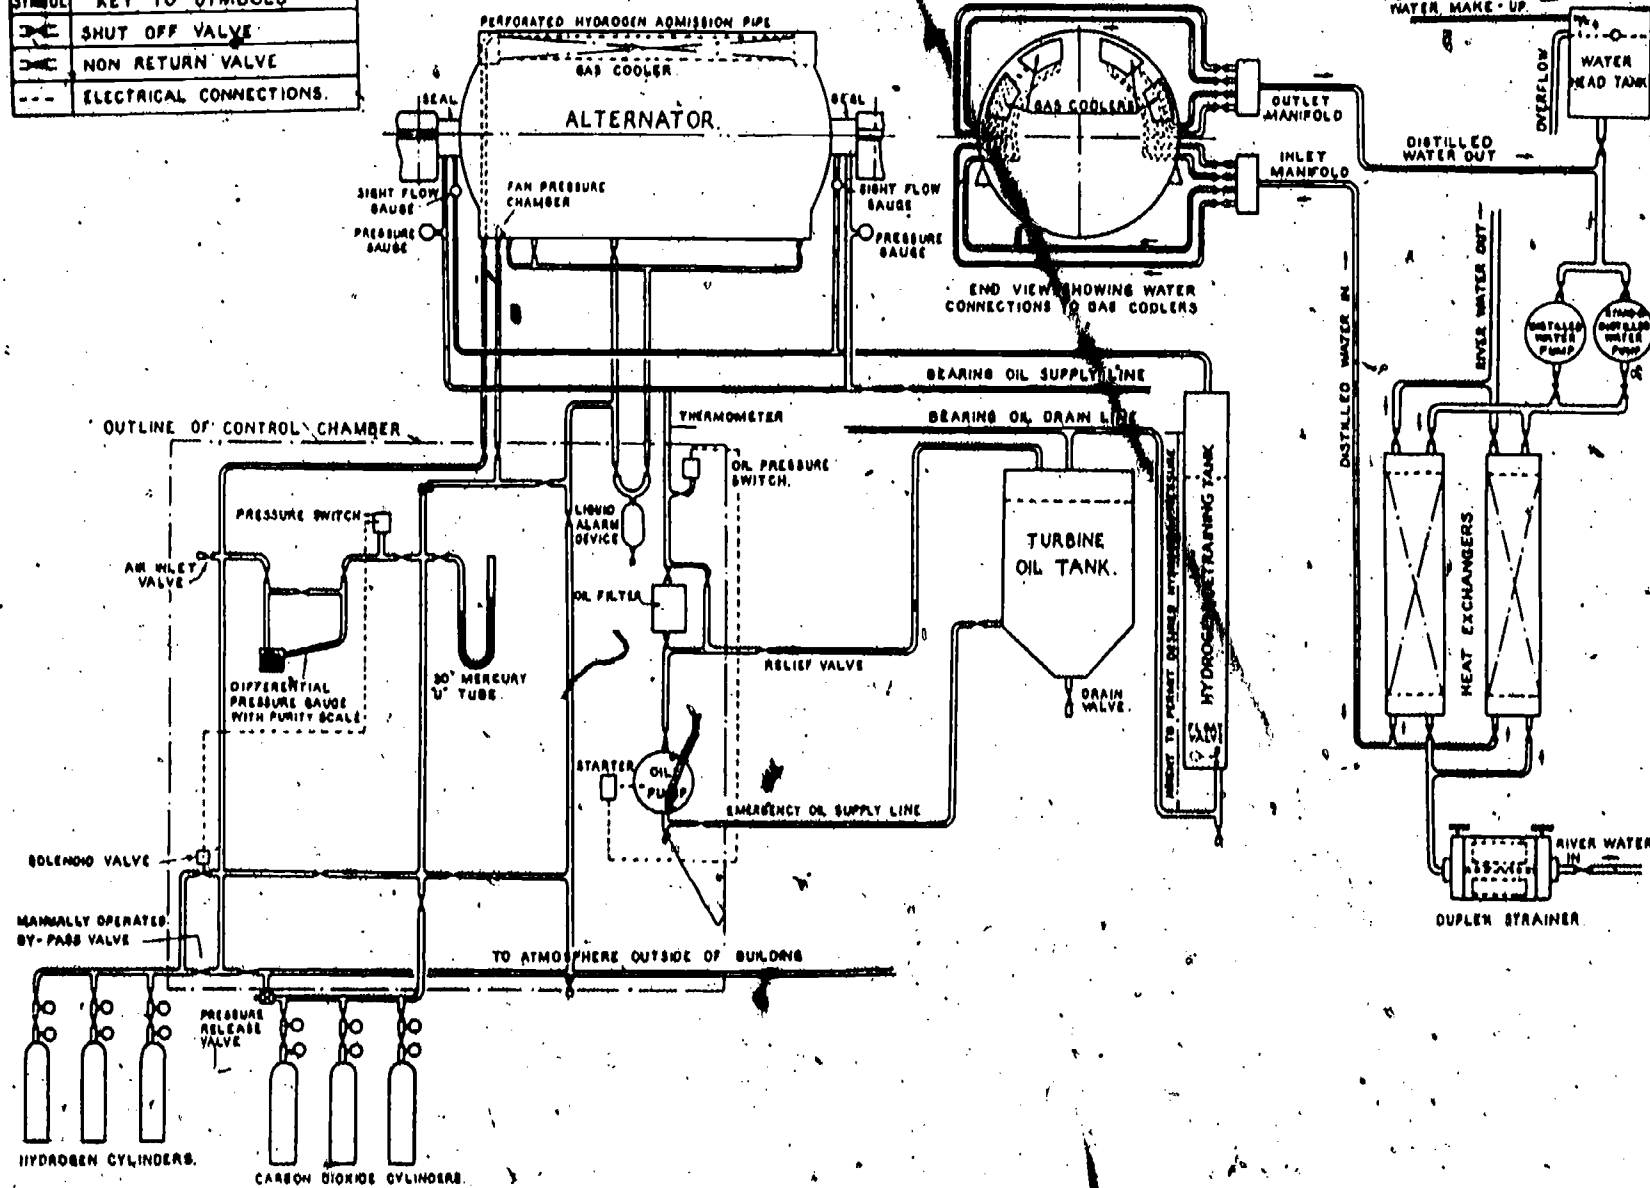 SYMBOL KEY TO SYMBOLS
SHUT OFF VALVE
NON RETURN VALVE
ELECTRICAL CONNECTIONS.
PERFORATED HYDROGEN ADMISSION PIPE
GAS COOLER
SEAL
ALTERNATOR
SEAL
SIGHT FLOW
GAUGE
FAN PRESSURE
CHAMBER
PRESSURE
GAUGE
SIGHT FLOW
GAUGE
PRESSURE
GAUGE
GAS COOLERS
OUTLET
MANIFOLD
INLET
MANIFOLD
END VIEW SHOWING WATER
CONNECTIONS TO GAS COOLERS
WATER MAKE-UP.
OVERFLOW
WATER
HEAD TANK
DISTILLED
WATER OUT
DISTILLED WATER IN
RIVER WATER OUT
DISTILLED
WATER
PUMP
DISTILLED
WATER
PUMP
BEARING OIL SUPPLY LINE
BEARING OIL DRAIN LINE
OUTLINE OF CONTROL CHAMBER
THERMOMETER
OIL PRESSURE
SWITCH.
PRESSURE SWITCH
LIQUID
ALARM
DEVICE
AIR INLET
VALVE
OIL FILTER
30" MERCURY
"U" TUBE.
DIFFERENTIAL
PRESSURE GAUGE
WITH PURITY SCALE
RELIEF VALVE
TURBINE
OIL TANK.
DRAIN
VALVE.
TO PERMIT DESIRED
HYDROGEN DETRAINING TANK
FLOAT
VALVE
HEAT EXCHANGERS
STARTER
OIL
PUMP
EMERGENCY OIL SUPPLY LINE
SOLENOID VALVE
MANUALLY OPERATED
BY-PASS VALVE
TO ATMOSPHERE OUTSIDE OF BUILDING
PRESSURE
RELEASE
VALVE
HYDROGEN CYLINDERS.
CARBON DIOXIDE CYLINDERS.
RIVER WATER
IN
DUPLEX STRAINER